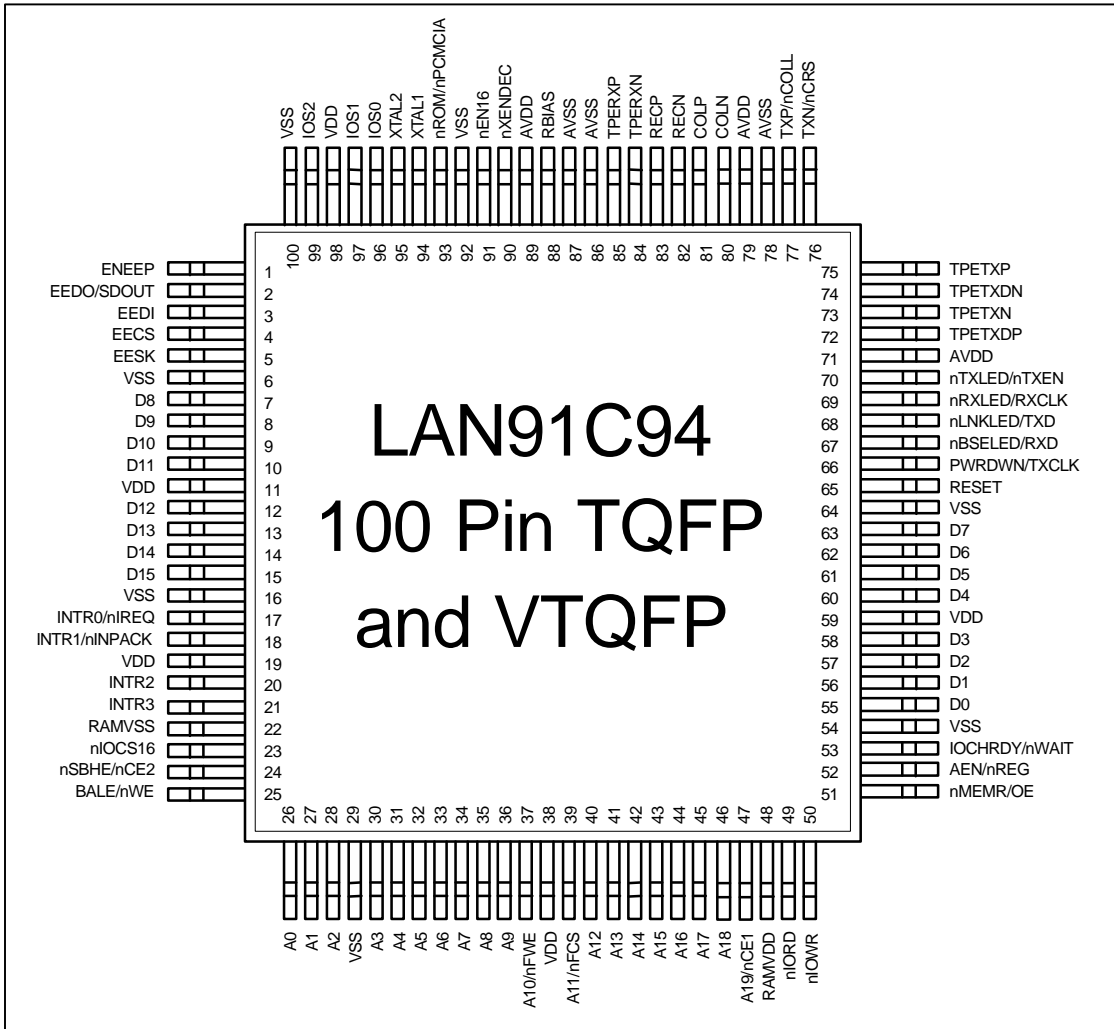 VSS
IOS2
VDD
IOS1
IOS0
XTAL2
XTAL1
nROM/nPCMCIA
VSS
nEN16
nXENDEC
AVDD
RBIAS
AVSS
AVSS
TPERXP
TPERXN
RECP
RECN
COLP
COLN
AVDD
AVSS
TXP/nCOLL
TXN/nCRS
100
99
98
97
96
95
94
93
92
91
90
89
88
87
86
85
84
83
82
81
80
79
78
77
76
ENEEP 1
EEDO/SDOUT 2
EEDI 3
EECS 4
EESK 5
VSS 6
D8 7
D9 8
D10 9
D11 10
VDD 11
D12 12
D13 13
D14 14
D15 15
VSS 16
INTR0/nIREQ 17
INTR1/nINPACK 18
VDD 19
INTR2 20
INTR3 21
RAMVSS 22
nIOCS16 23
nSBHE/nCE2 24
BALE/nWE 25
LAN91C94
100 Pin TQFP
and VTQFP
75 TPETXP
74 TPETXDN
73 TPETXN
72 TPETXDP
71 AVDD
70 nTXLED/nTXEN
69 nRXLED/RXCLK
68 nLNKLED/TXD
67 nBSELED/RXD
66 PWRDWN/TXCLK
65 RESET
64 VSS
63 D7
62 D6
61 D5
60 D4
59 VDD
58 D3
57 D2
56 D1
55 D0
54 VSS
53 IOCHRDY/nWAIT
52 AEN/nREG
51 nMEMR/OE
26
27
28
29
30
31
32
33
34
35
36
37
38
39
40
41
42
43
44
45
46
47
48
49
50
A0
A1
A2
VSS
A3
A4
A5
A6
A7
A8
A9
A10/nFWE
VDD
A11/nFCS
A12
A13
A14
A15
A16
A17
A18
A19/nCE1
RAMVDD
nIORD
nIOWR